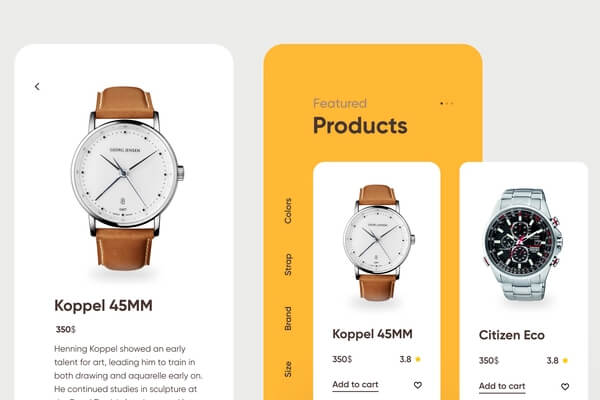 GEORG JENSEN
Koppel 45MM
350$
Henning Koppel showed an early
talent for art, leading him to train in
both drawing and aquarelle early on.
He continued studies in sculpture at
Featured
Products
Colors
Strap
Brand
Size
GEORG JENSEN
Koppel 45MM
350$ 3.8
Add to cart
Citizen Eco
350$ 3.8
Add to cart